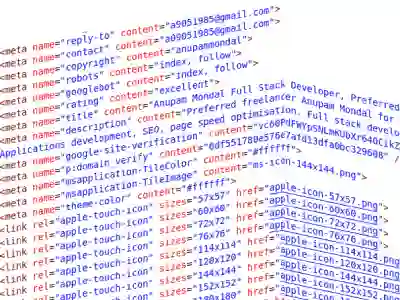 <meta name="reply-to" content="a9051985@gmail.com">
<meta name="contact" content="a09051985@gmail.com">
<meta name="copyright" content="anupammondal">
<meta name="robots" content="index, follow">
<meta name="googlebot" content="index, follow">
<meta name="rating" content="excellent">
<meta name="title" content="Anupam Mondal Full Stack Developer, Preferred
<meta name="description" content="Preferred freelancer Anupam Mondal for
Applications development, SEO, page speed optimisation. Full stack develo
<meta name="google-site-verification"
<meta name="p:domain_verify"
<meta name="msapplication-TileColor" content="#ffffff">
<meta name="msapplication-TileImage" content="ms-icon-144x144.png">
<meta name="theme-color" content="#ffffff">
<link rel="apple-touch-icon" sizes="57x57" href="apple-icon-57x57.png">
<link rel="apple-touch-icon" sizes="60x60" href="apple-icon-60x60.png">
<link rel="apple-touch-icon" sizes="72x72" href="apple-icon-72x72.png">
<link rel="apple-touch-icon" sizes="76x76" href="apple-icon-76x76.png">
<link rel="apple-touch-icon" sizes="114x114" href="apple-icon-114x114.png
<link rel="apple-touch-icon" sizes="120x120" href="apple-icon-120x120.png
<link rel="apple-touch-icon" sizes="144x144" href="apple-icon-144x144.png
<link rel="apple-touch-icon" sizes="152x152" href="apple-icon-152x
rel="apple-touch-icon" sizes="180x180"